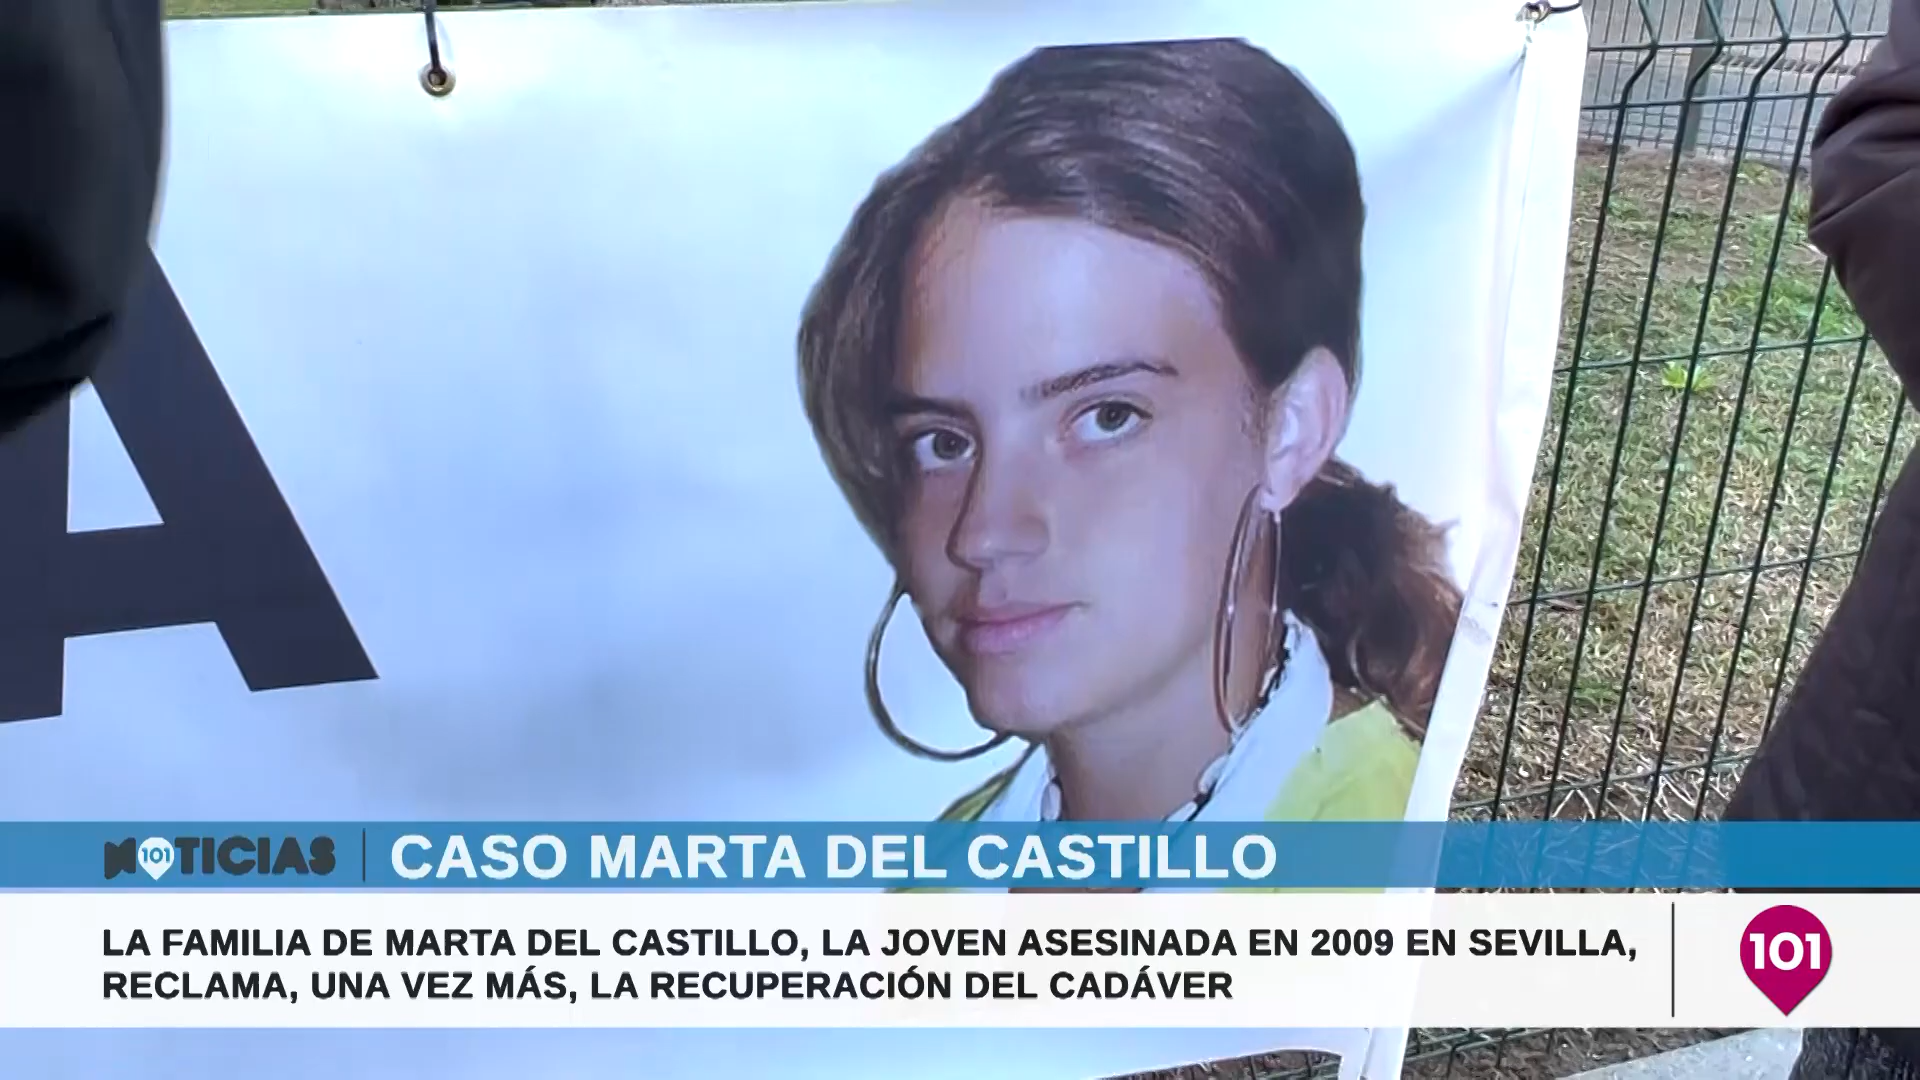 A
NOTICIAS 101
CASO MARTA DEL CASTILLO
LA FAMILIA DE MARTA DEL CASTILLO, LA JOVEN ASESINADA EN 2009 EN SEVILLA,
RECLAMA, UNA VEZ MÁS, LA RECUPERACIÓN DEL CADÁVER
101